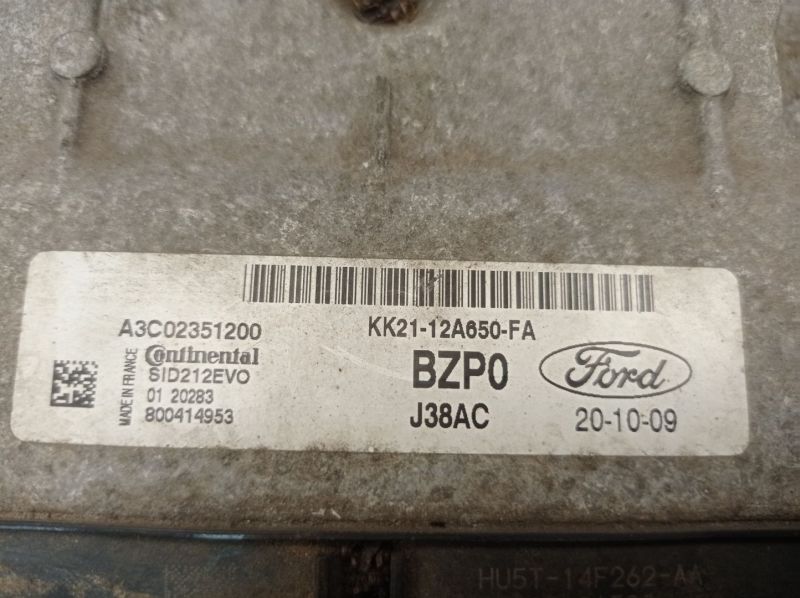 A3C02351200
Continental
SID212EVO
01 20283
800414953
MADE IN FRANCE
KK21-12A650-FA
BZP0
J38AC
Ford
20-10-09
HU5T-14F262-AA